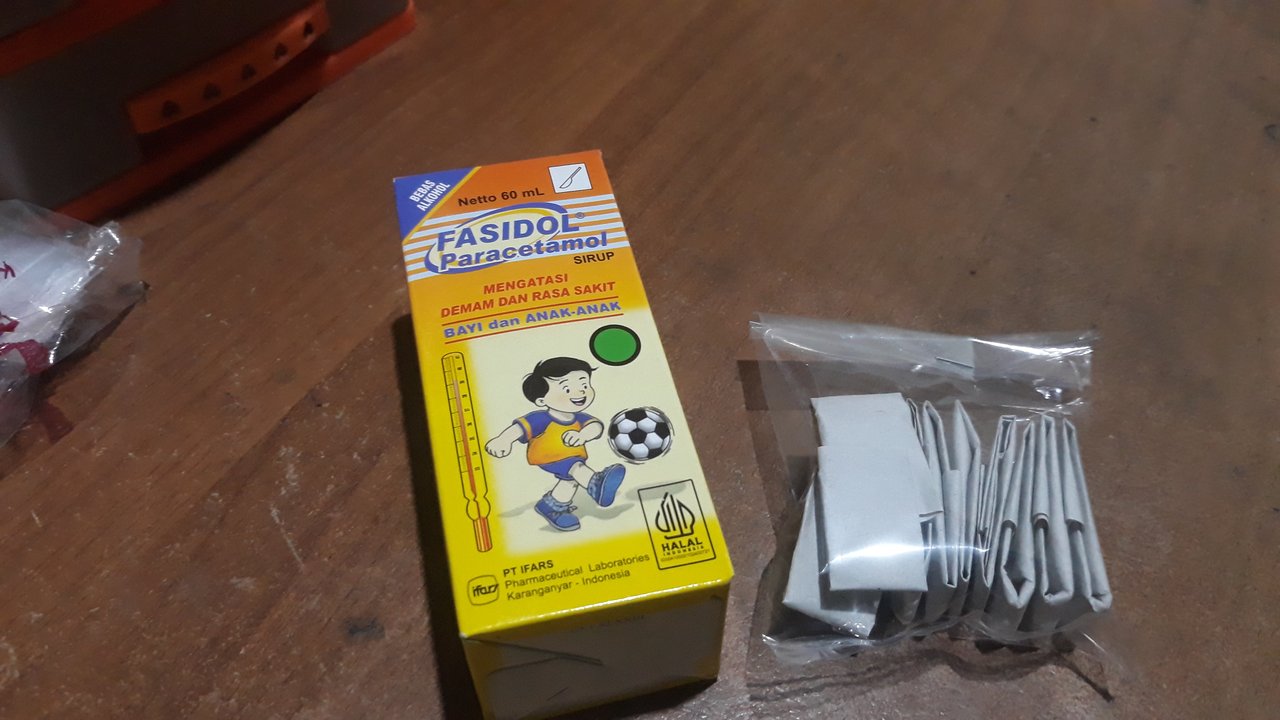 BEBAS
ALKOHOL
Netto 60 mL
FASIDOL®
Paracetamol
SIRUP
MENGATASI
DEMAM DAN RASA SAKIT
BAYI dan ANAK-ANAK
HALAL
INDONESIA
ifars
PT IFARS
Pharmaceutical Laboratories
Karanganyar - Indonesia